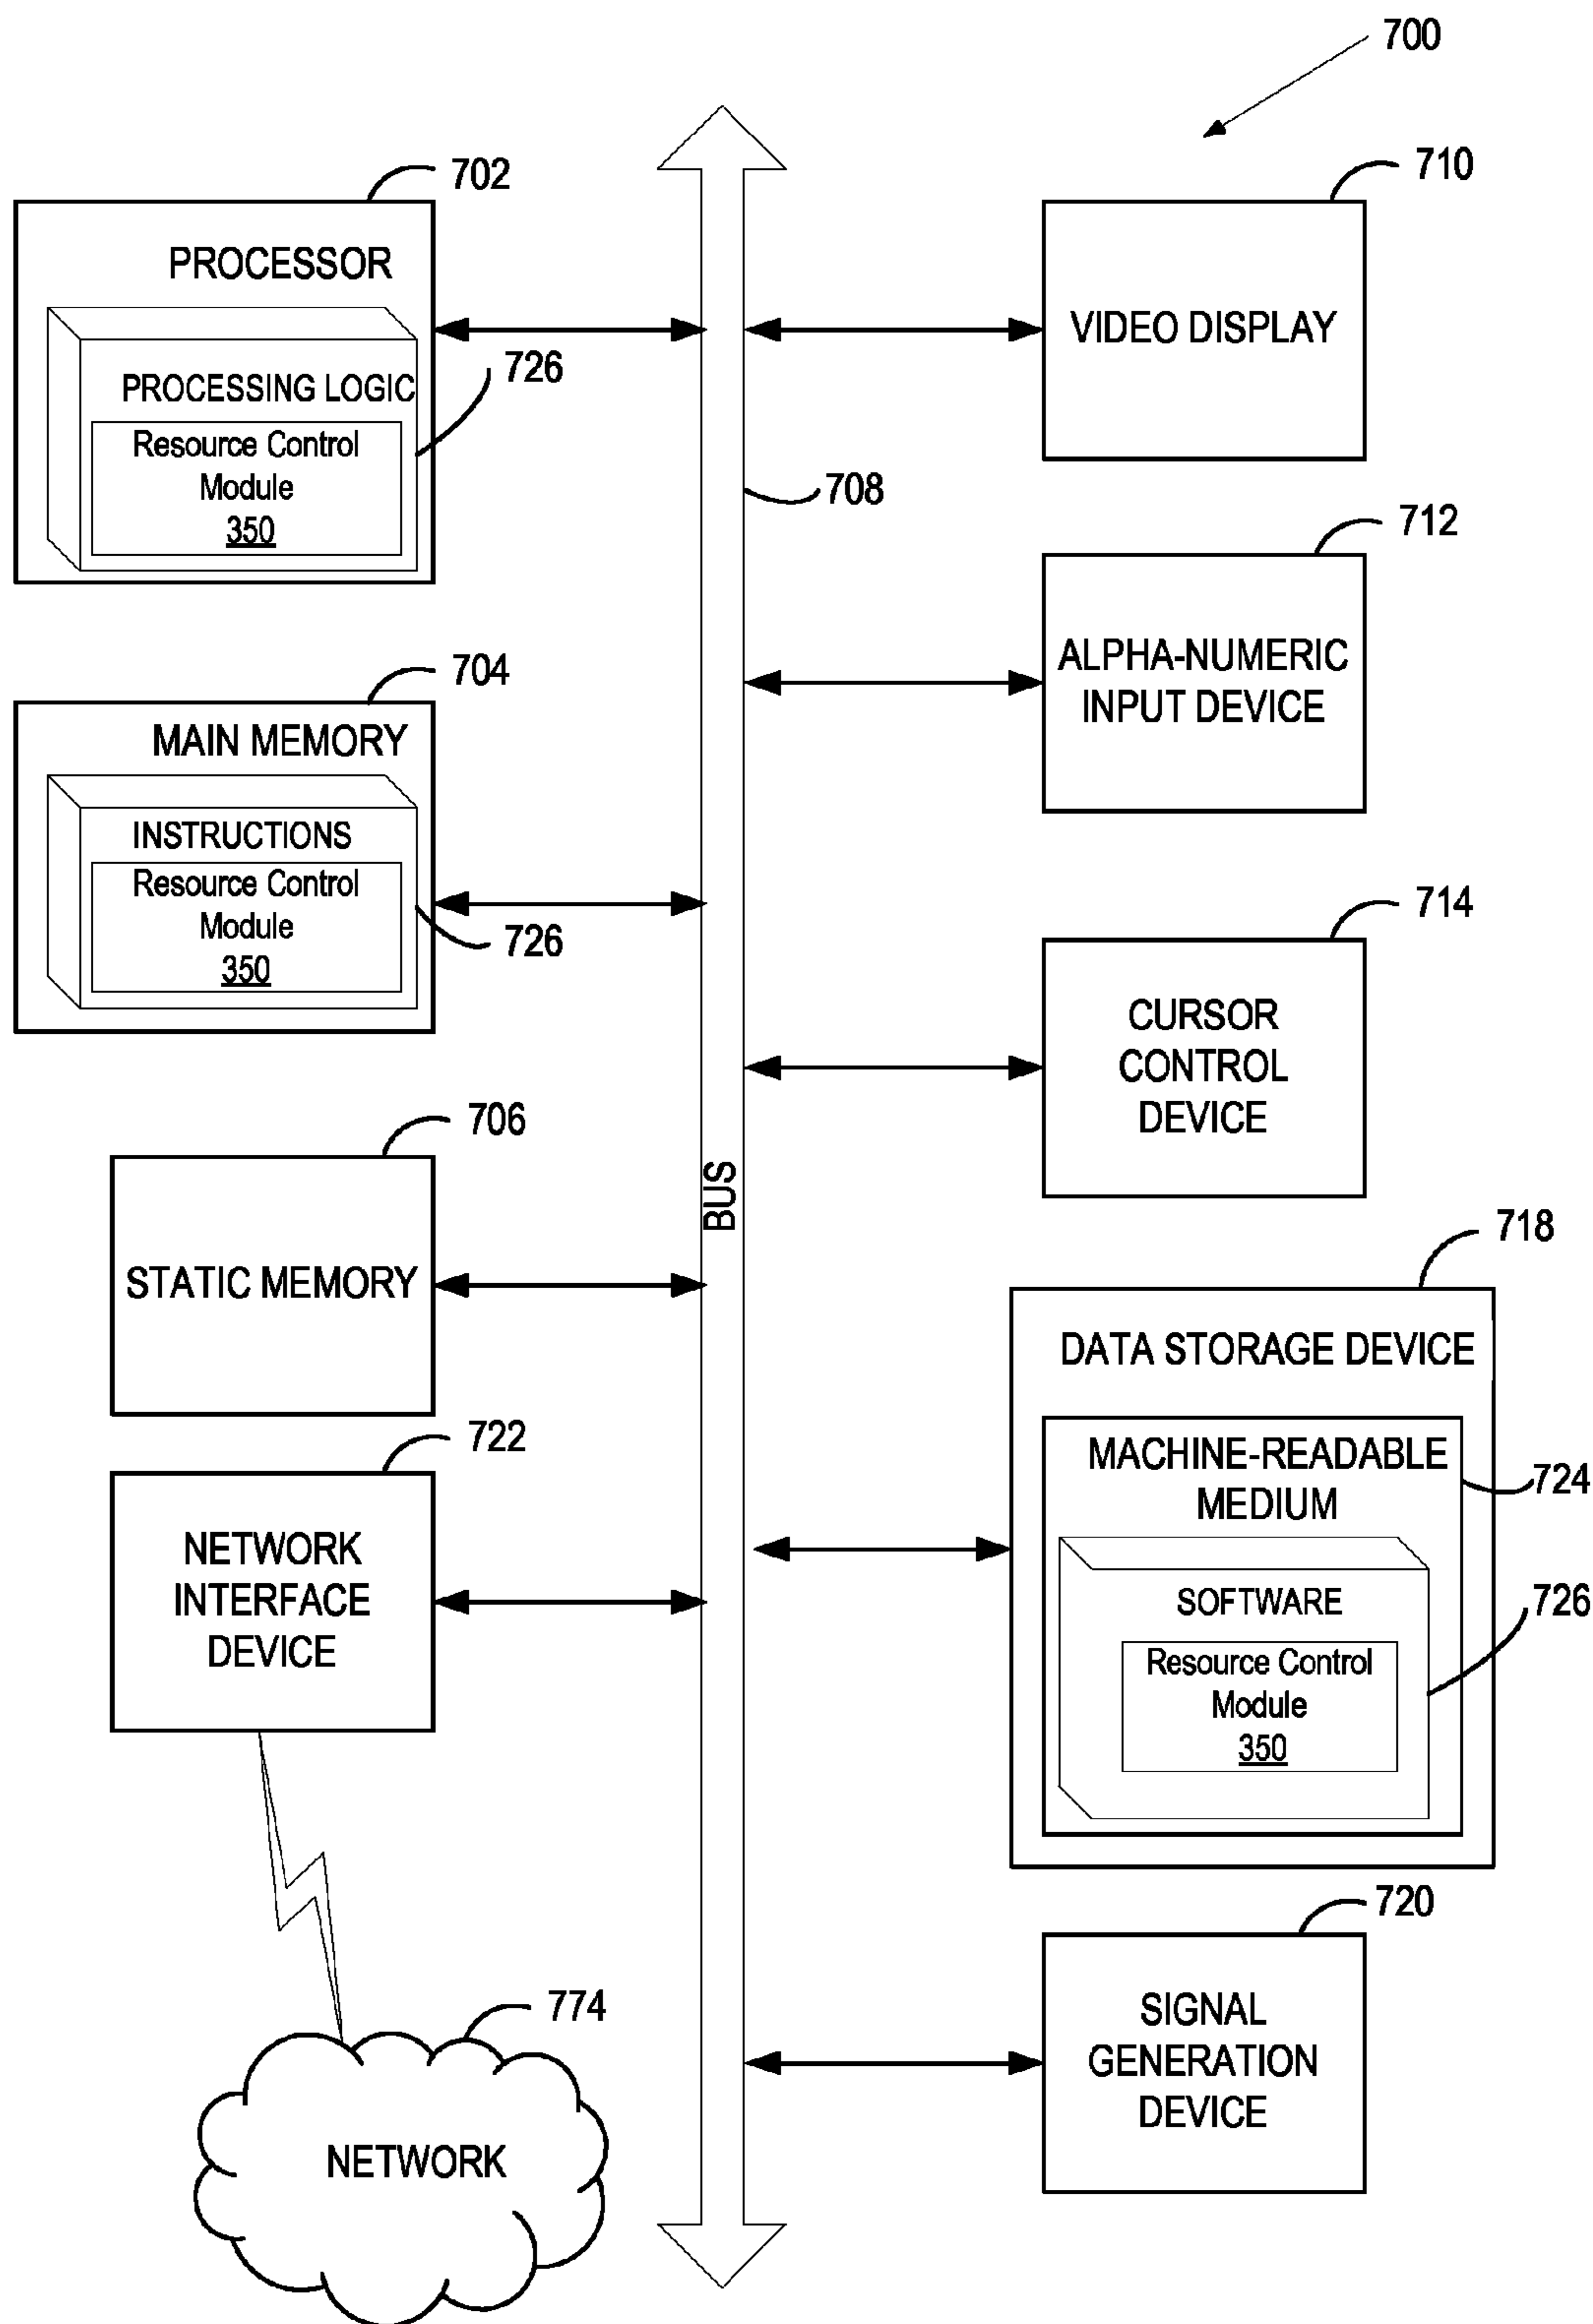 700
702
PROCESSOR
PROCESSING LOGIC
726
Resource Control
Module
350
704
MAIN MEMORY
INSTRUCTIONS
Resource Control
Module
350
726
706
STATIC MEMORY
722
NETWORK
INTERFACE
DEVICE
774
NETWORK
BUS
708
710
VIDEO DISPLAY
712
ALPHA-NUMERIC
INPUT DEVICE
714
CURSOR
CONTROL
DEVICE
718
DATA STORAGE DEVICE
MACHINE-READABLE
MEDIUM
724
SOFTWARE
726
Resource Control
Module
350
720
SIGNAL
GENERATION
DEVICE